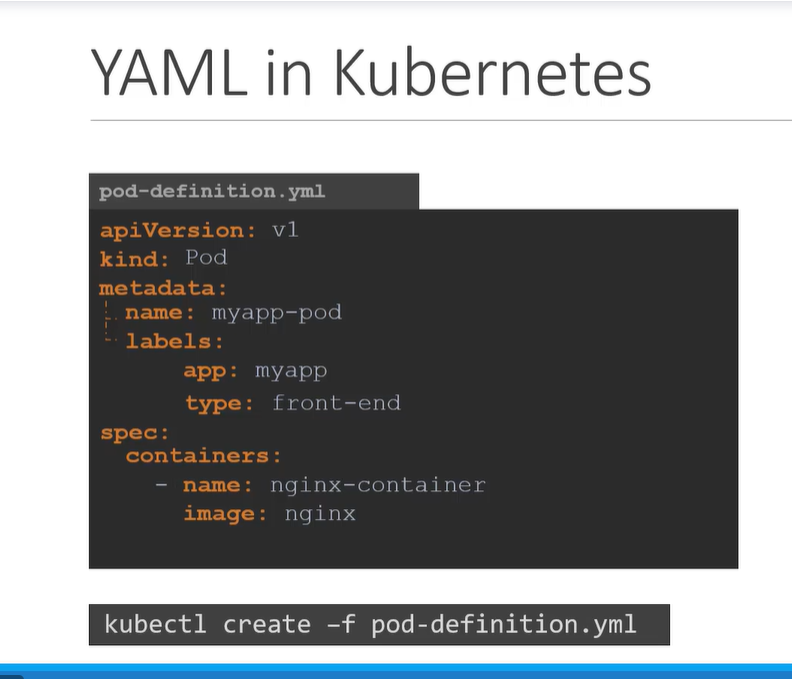 YAML in Kubernetes
pod-definition.yml
apiVersion: v1
kind: Pod
metadata:
name: myapp-pod
labels:
app: myapp
type: front-end
spec:
containers:
- name: nginx-container
image: nginx
kubectl create –f pod-definition.yml